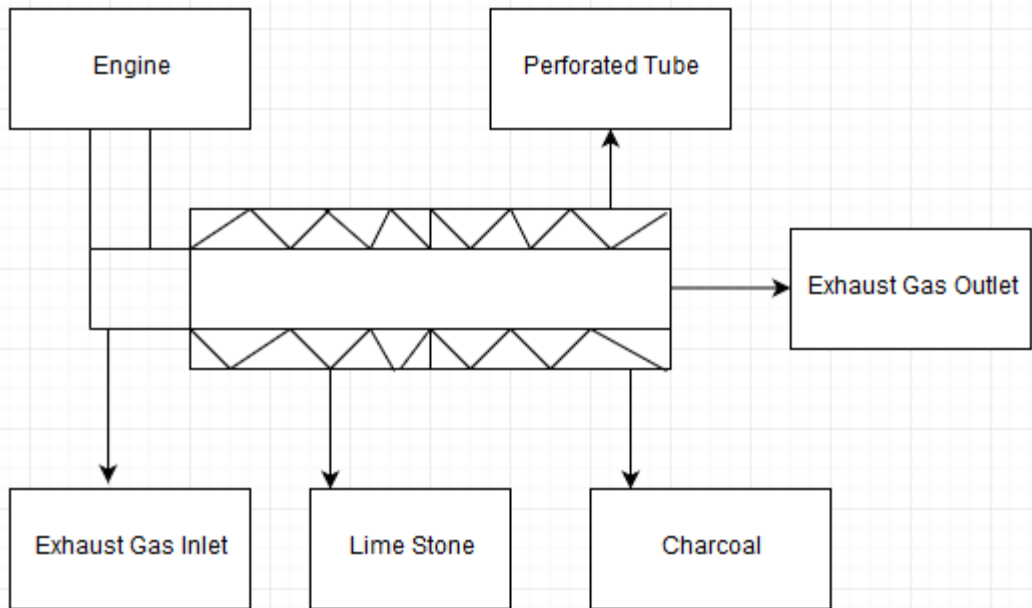 Engine
Perforated Tube
Exhaust Gas Outlet
Exhaust Gas Inlet
Lime Stone
Charcoal